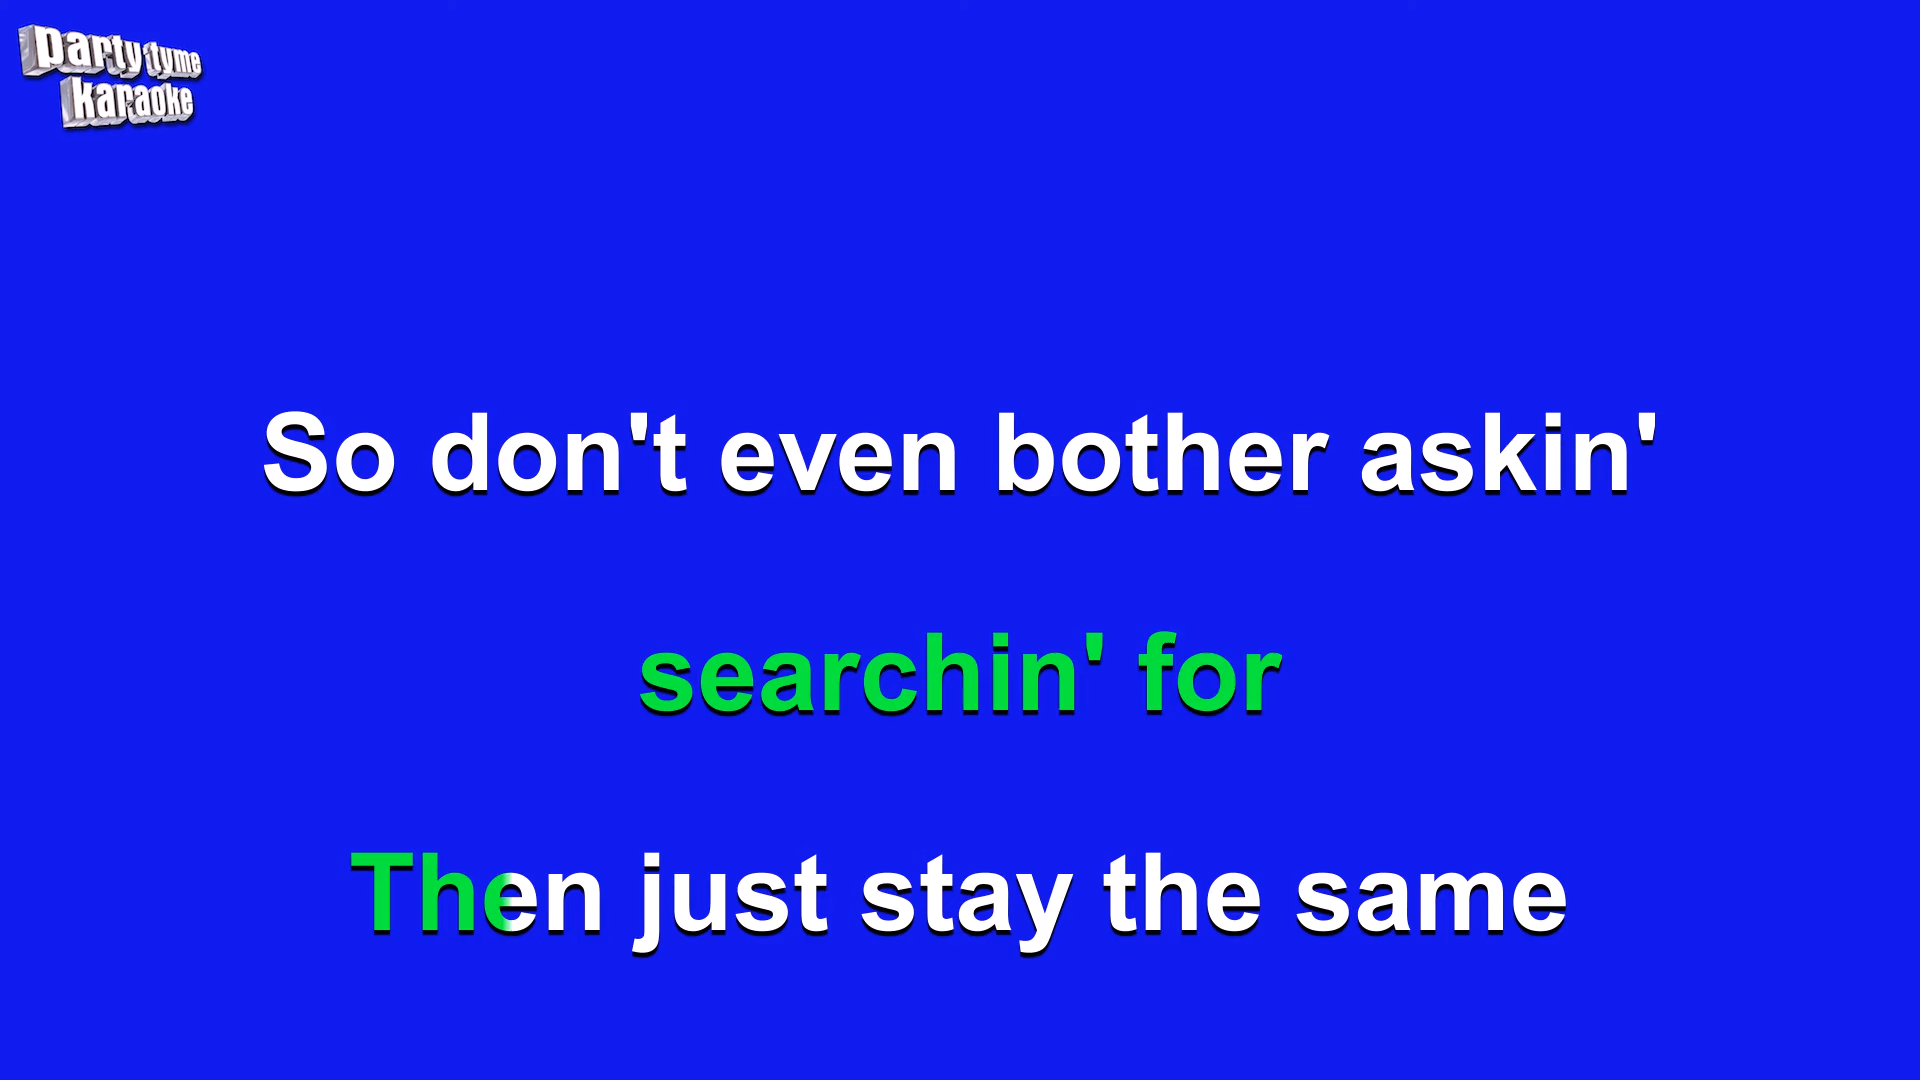 party tyme
karaoke
So don't even bother askin'
searchin' for
Then just stay the same